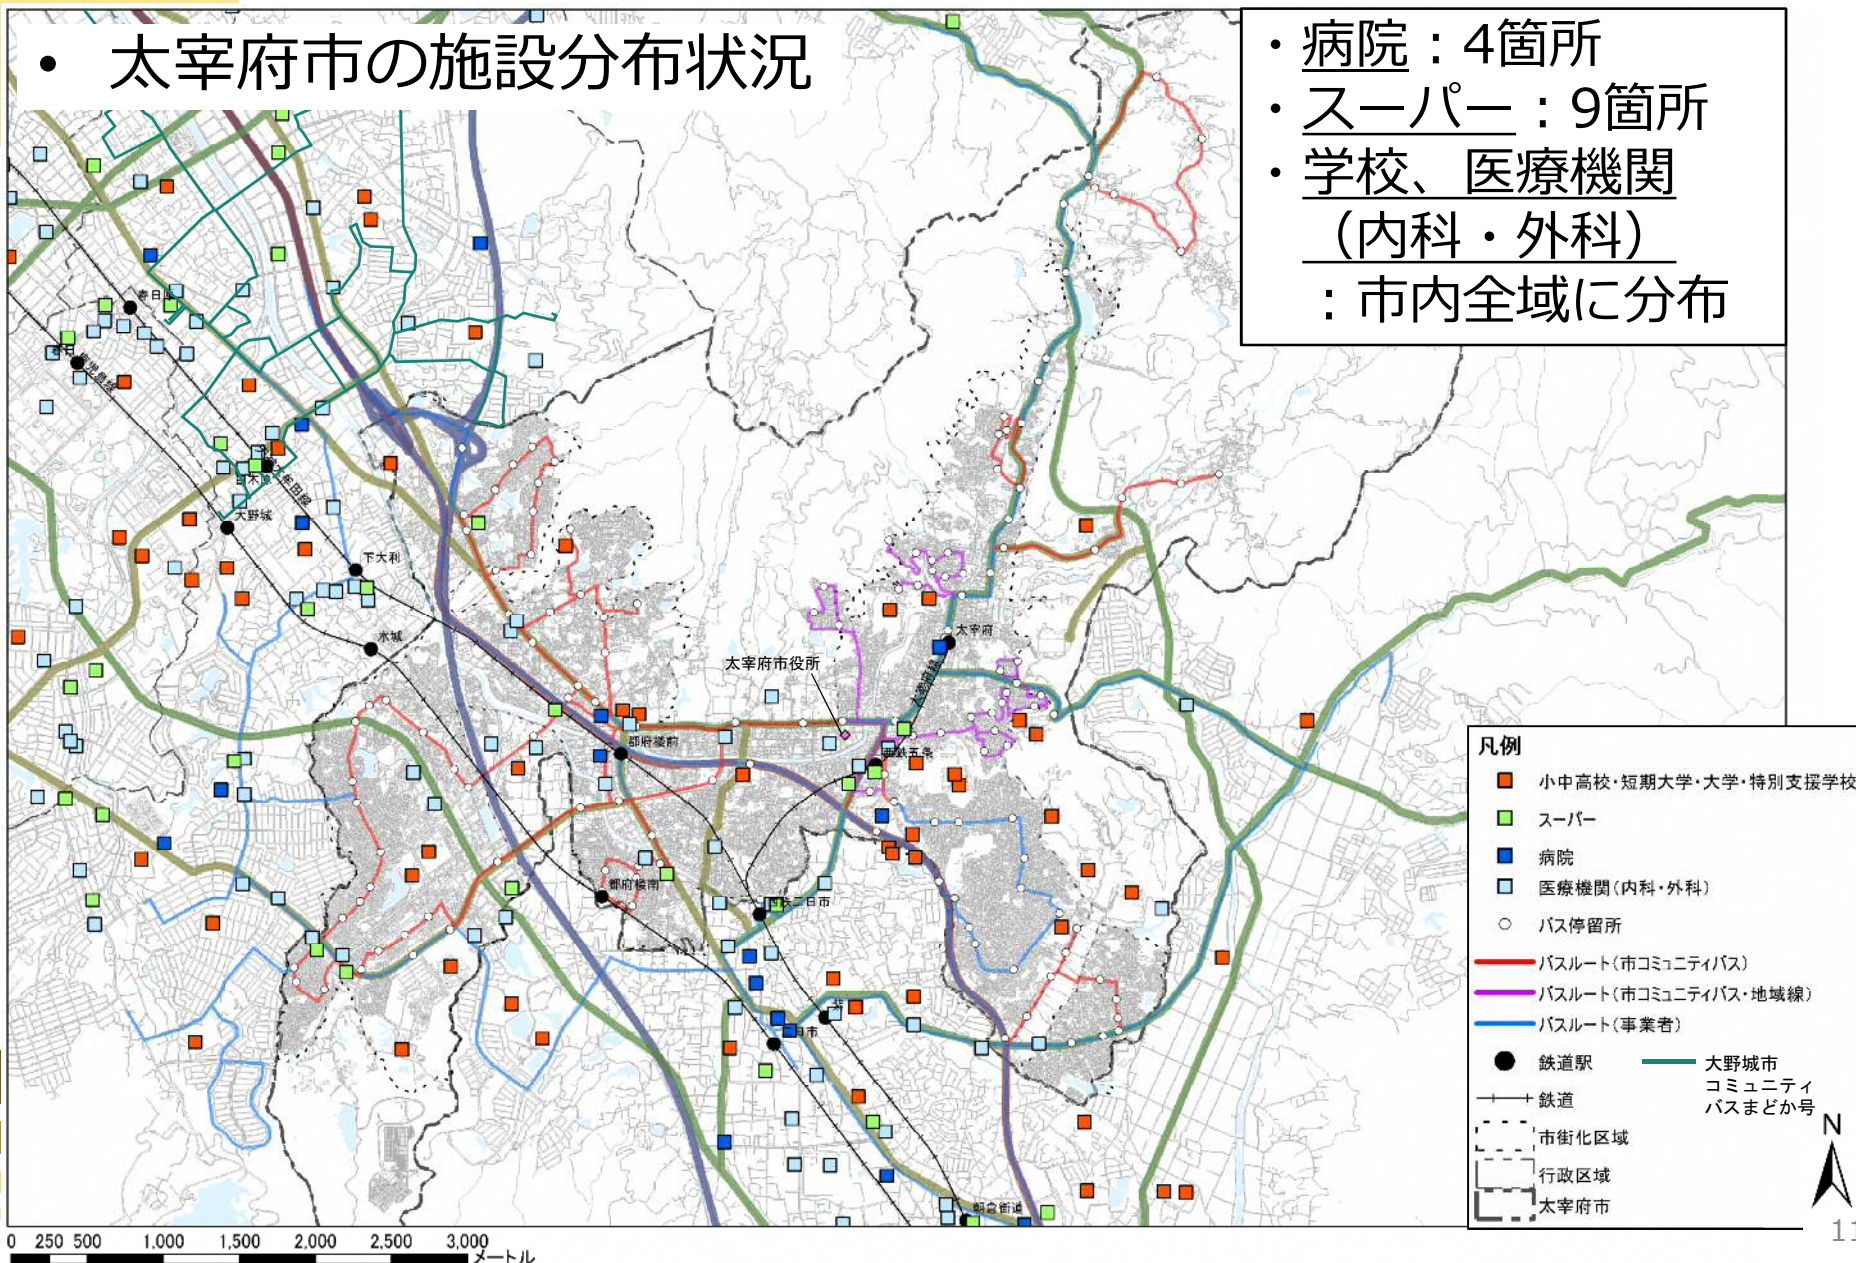 • 太宰府市の施設分布状況
・病院：4箇所
・スーパー：9箇所
・学校、医療機関
（内科・外科）
：市内全域に分布
春日原
大野城
下大利
水城
太宰府
太宰府線
太宰府市役所
都府楼前
西鉄五条
都府楼南
西鉄二日市
紫
二日市
朝倉街道
凡例
小中高校・短期大学・大学・特別支援学校
スーパー
病院
医療機関(内科・外科)
バス停留所
バスルート(市コミュニティバス)
バスルート(市コミュニティバス・地域線)
バスルート(事業者)
鉄道駅
大野城市
コミュニティ
バスまどか号
鉄道
市街化区域
行政区域
太宰府市
N
11
0 250 500 1,000 1,500 2,000 2,500 3,000
メートル